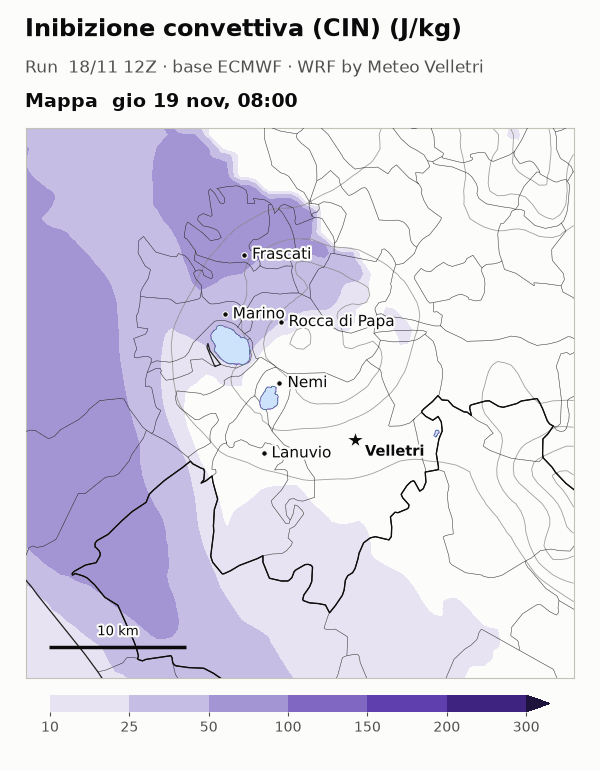 Inibizione convettiva (CIN) (J/kg)
Run  18/11 12Z · base ECMWF · WRF by Meteo Velletri
Mappa  gio 19 nov, 08:00
Frascati
Marino
Rocca di Papa
Nemi
Velletri
Lanuvio
10 km
10 25 50 100 150 200 300